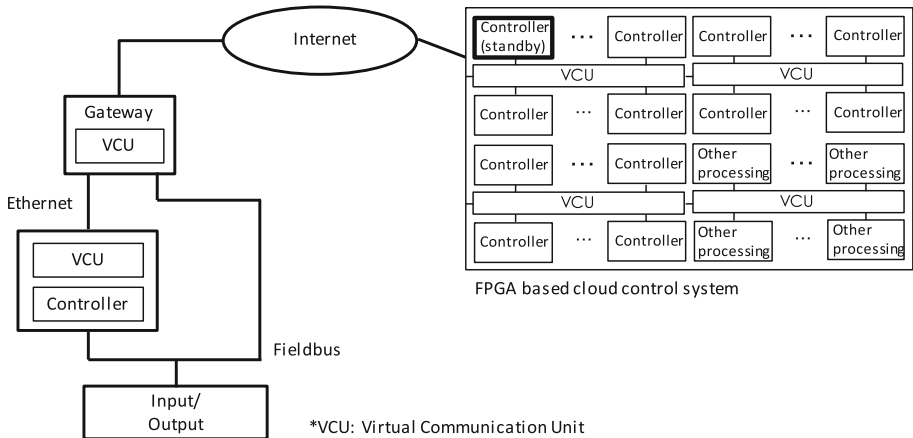 Internet
Gateway
VCU
Ethernet
VCU
Controller
Fieldbus
Input/
Output
*VCU: Virtual Communication Unit
Controller
(standby)
...
Controller
Controller
...
Controller
VCU
VCU
Controller
...
Controller
Controller
...
Controller
Controller
...
Controller
Other
processing
...
Other
processing
VCU
VCU
Controller
...
Controller
Other
processing
...
Other
processing
FPGA based cloud control system